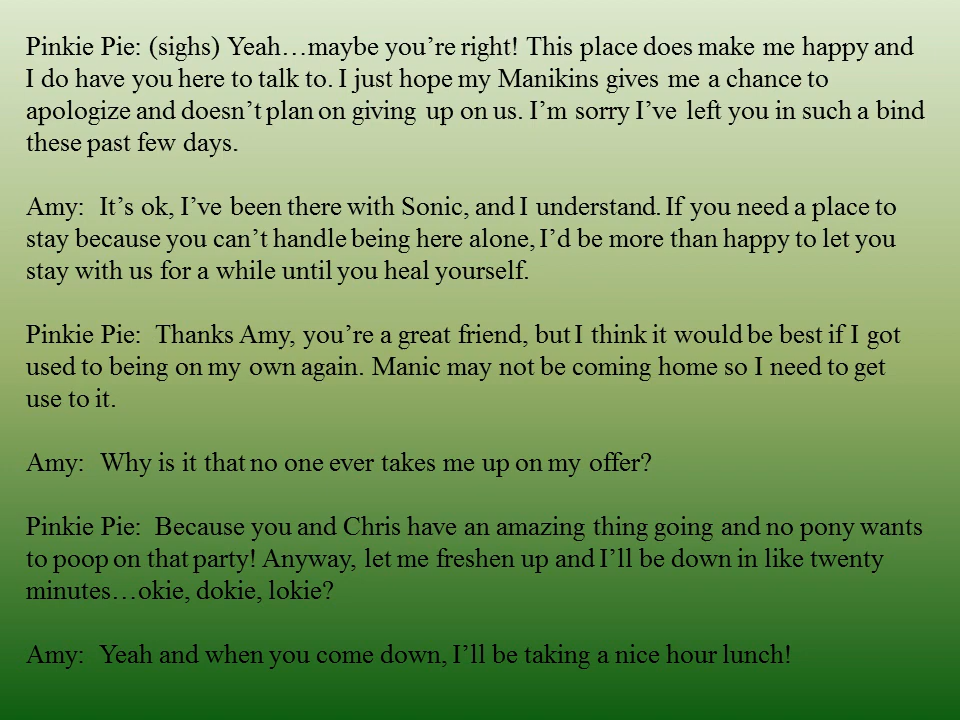 Pinkie Pie: (sighs) Yeah…maybe you’re right! This place does make me happy and
I do have you here to talk to. I just hope my Manikins gives me a chance to
apologize and doesn’t plan on giving up on us. I’m sorry I’ve left you in such a bind
these past few days.
Amy:  It’s ok, I’ve been there with Sonic, and I understand. If you need a place to
stay because you can’t handle being here alone, I’d be more than happy to let you
stay with us for a while until you heal yourself.
Pinkie Pie:  Thanks Amy, you’re a great friend, but I think it would be best if I got
used to being on my own again. Manic may not be coming home so I need to get
use to it.
Amy:  Why is it that no one ever takes me up on my offer?
Pinkie Pie:  Because you and Chris have an amazing thing going and no pony wants
to poop on that party! Anyway, let me freshen up and I’ll be down in like twenty
minutes…okie, dokie, lokie?
Amy:  Yeah and when you come down, I’ll be taking a nice hour lunch!